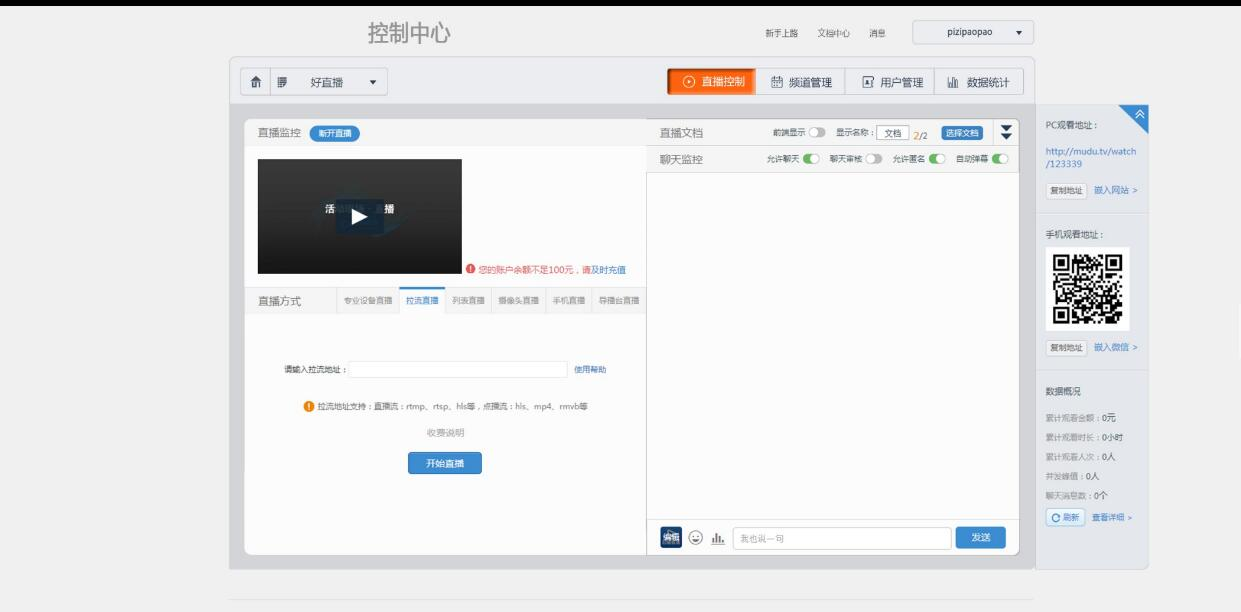 控制中心
新手上路 文档中心 消息 pizipaopao
好直播
直播控制 频道管理 用户管理 数据统计
直播监控 断开直播
直播
您的账户余额不足100元，请及时充值
直播方式 专业设备直播 拉流直播 列表直播 摄像头直播 手机直播 导播台直播
请输入拉流地址： 使用帮助
拉流地址支持：直播流：rtmp、rtsp、hls等，点播流：hls、mp4、rmvb等
收费说明
开始直播
直播文档 前端显示 显示名称： 文档 2/2 选择文档
聊天监控 允许聊天 聊天审核 允许匿名 自动弹幕
编辑 我也说一句 发送
PC观看地址：
http://mudu.tv/watch
/123339
复制地址 嵌入网站 >
手机观看地址：
复制地址 嵌入微信 >
数据概况
累计观看金额：0元
累计观看时长：0小时
累计观看人次：0人
并发峰值：0人
聊天消息数：0个
刷新 查看详细 >